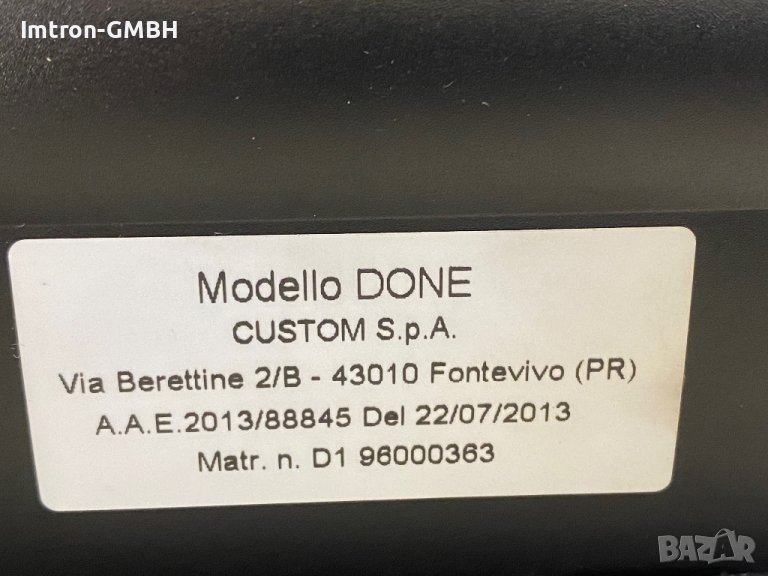 Imtron-GMBH
Modello DONE
CUSTOM S.p.A.
Via Berettine 2/B - 43010 Fontevivo (PR)
A.A.E.2013/88845 Del 22/07/2013
Matr. n. D1 96000363
BAZAR